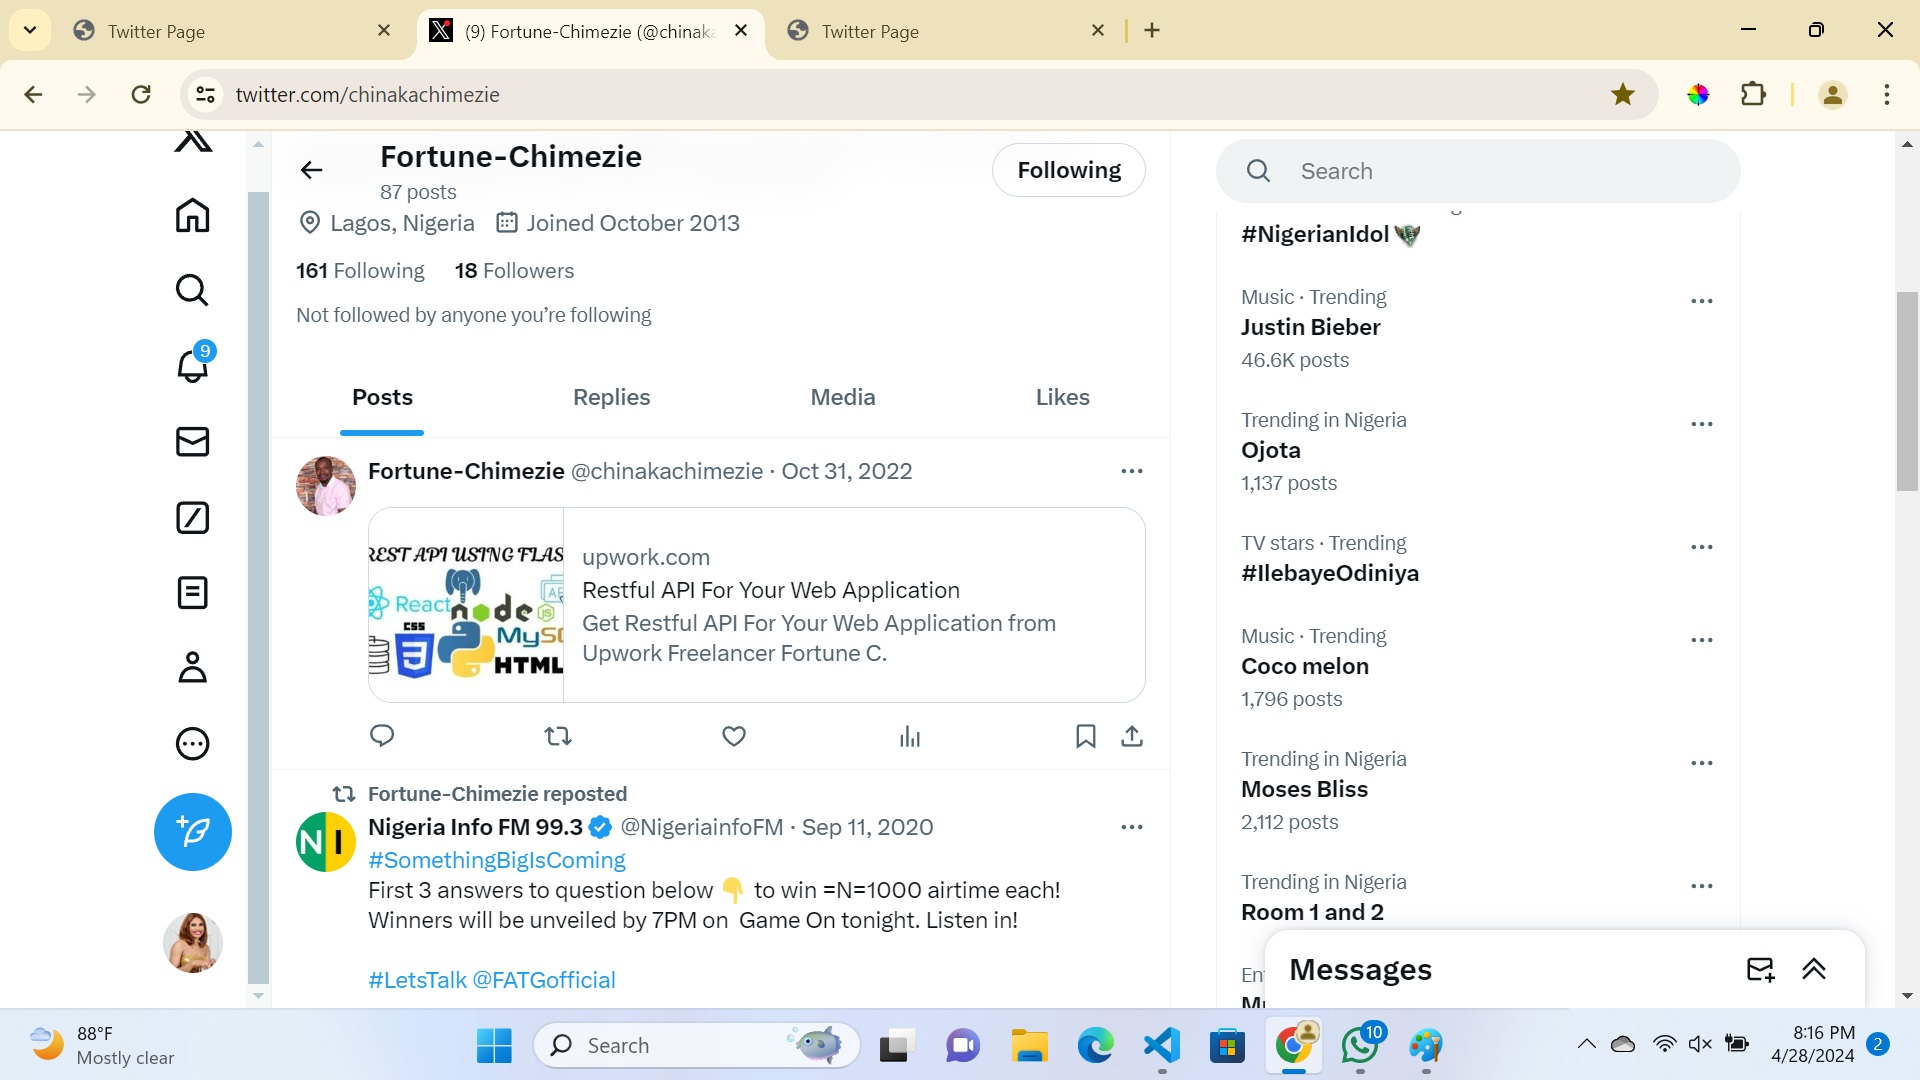 Twitter Page
(9) Fortune-Chimezie (@chinak
Twitter Page
twitter.com/chinakachimezie
Fortune-Chimezie
87 posts
Following
Search
Lagos, Nigeria Joined October 2013
161 Following 18 Followers
Not followed by anyone you’re following
Posts Replies Media Likes
Fortune-Chimezie @chinakachimezie · Oct 31, 2022
REST API USING FLAS
React
node
JS
CSS
MySQ
HTML
upwork.com
Restful API For Your Web Application
Get Restful API For Your Web Application from
Upwork Freelancer Fortune C.
Fortune-Chimezie reposted
NI
Nigeria Info FM 99.3 @NigeriainfoFM · Sep 11, 2020
#SomethingBigIsComing
First 3 answers to question below 👇 to win =N=1000 airtime each!
Winners will be unveiled by 7PM on Game On tonight. Listen in!
#LetsTalk @FATGofficial
9
#NigerianIdol
Music · Trending
Justin Bieber
46.6K posts
Trending in Nigeria
Ojota
1,137 posts
TV stars · Trending
#IlebayeOdiniya
Music · Trending
Coco melon
1,796 posts
Trending in Nigeria
Moses Bliss
2,112 posts
Trending in Nigeria
Room 1 and 2
Messages
88°F
Mostly clear
Search
10
8:16 PM
4/28/2024
2